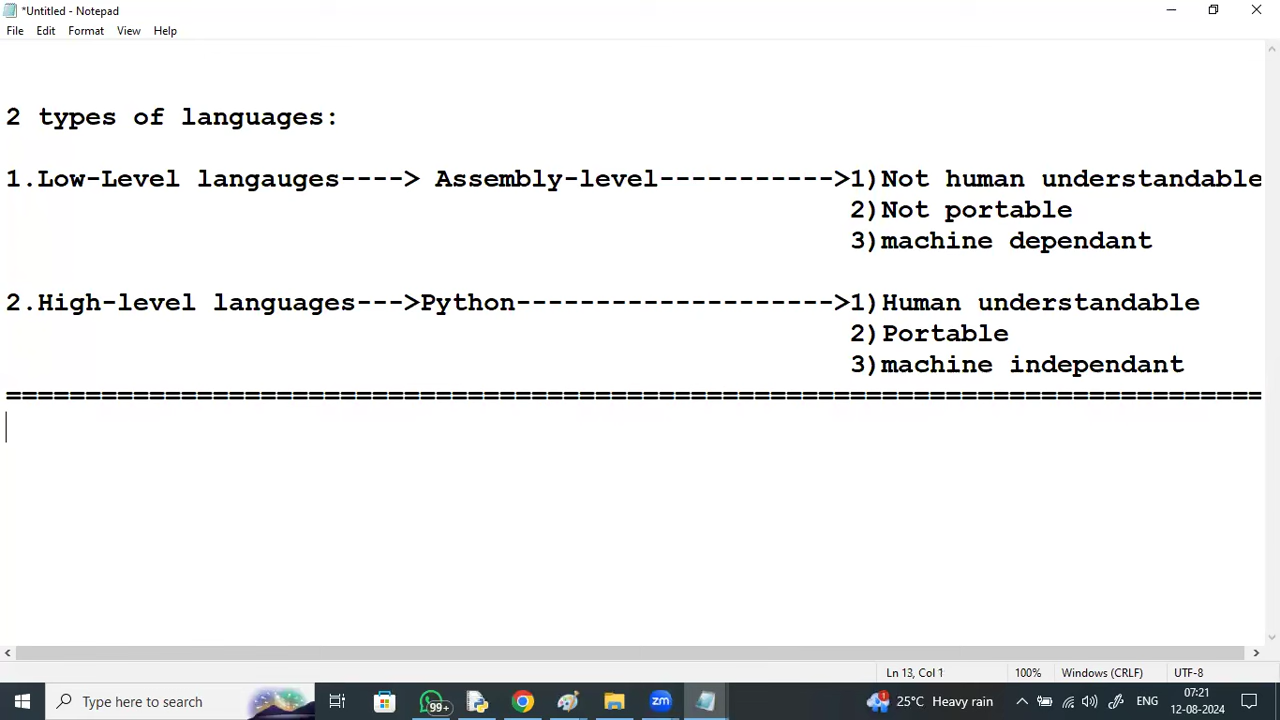 *Untitled - Notepad
File Edit Format View Help
2 types of languages:
1.Low-Level langauges----> Assembly-level----------->1)Not human understandable
2)Not portable
3)machine dependant
2.High-level languages--->Python-------------------->1)Human understandable
2)Portable
3)machine independant
===============================================================================
Ln 13, Col 1 100% Windows (CRLF) UTF-8
Type here to search
99+
zm
25°C Heavy rain
ENG
07:21
12-08-2024